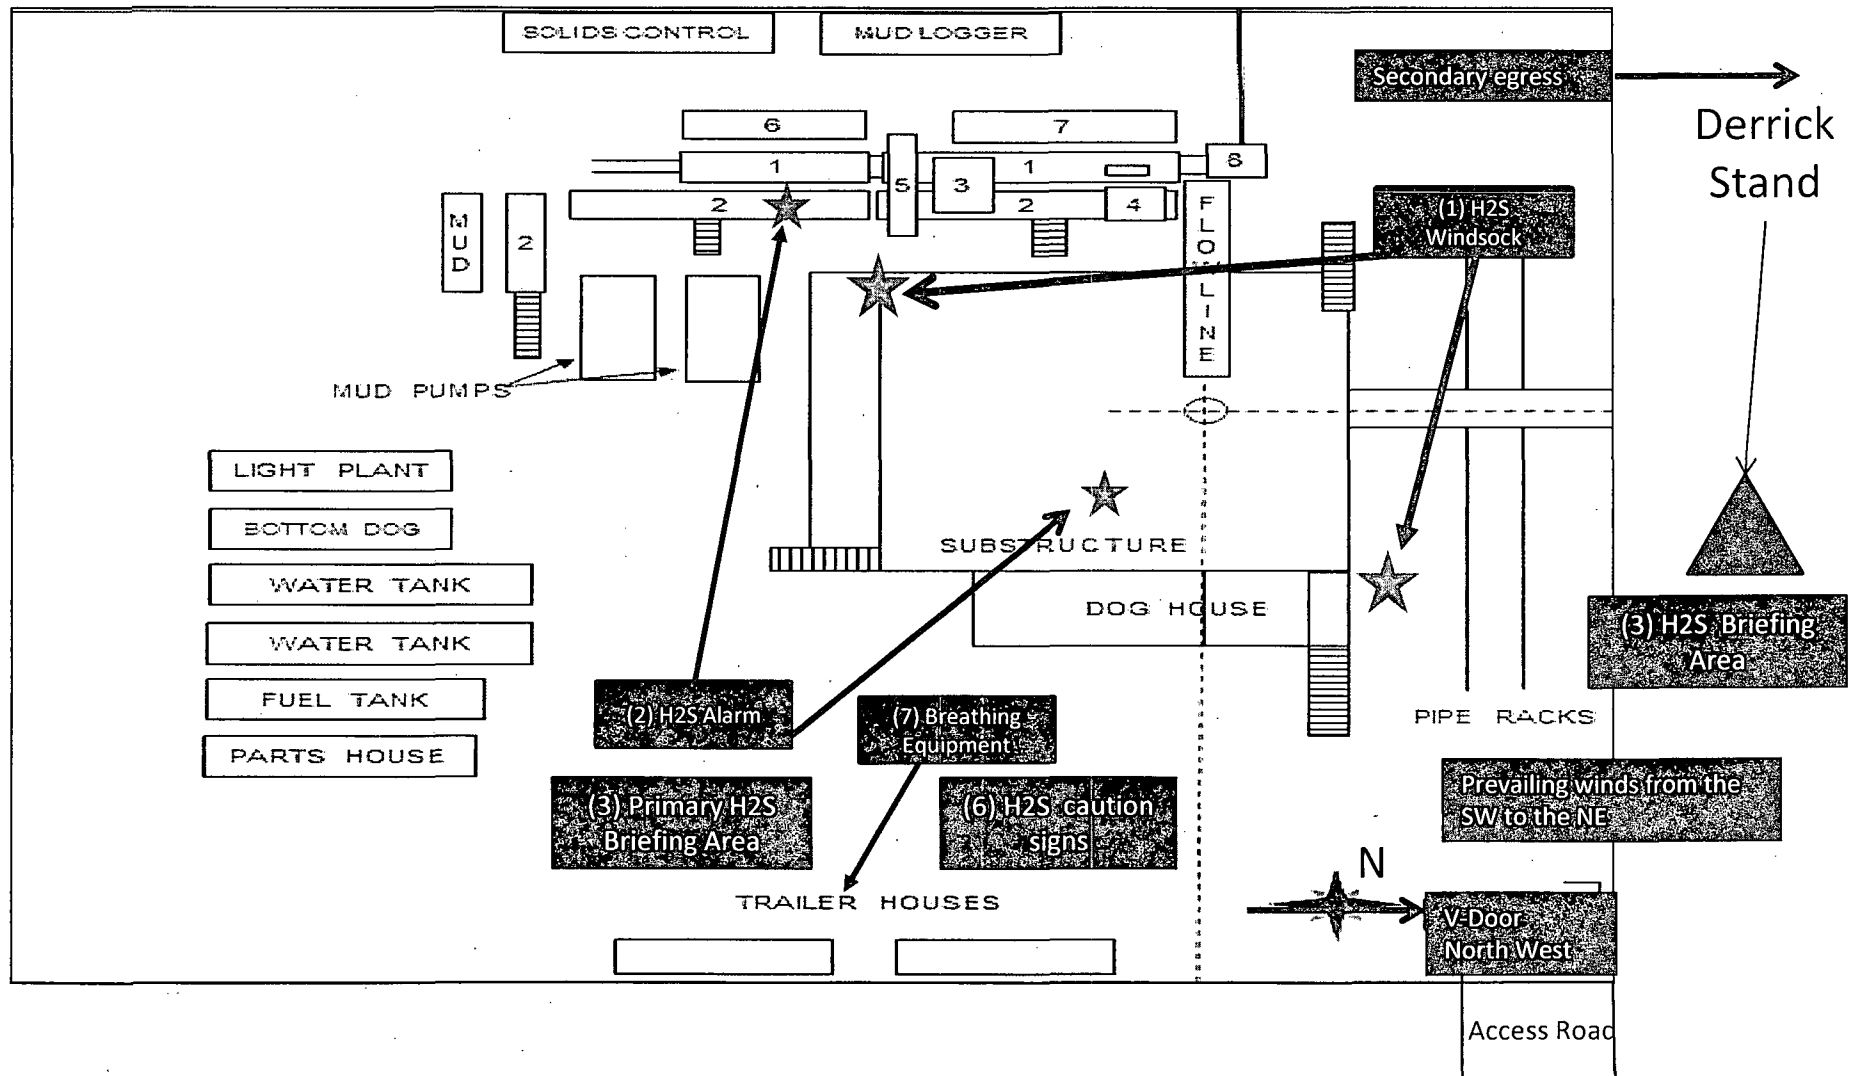 SOLIDS CONTROL
MUD LOGGER
Secondary egress
Derrick
Stand
6
7
1
1
8
5
3
2
2
4
MUD
2
FLOWLINE
(1) H2S
Windsock
MUD PUMPS
LIGHT PLANT
BOTTOM DOG
WATER TANK
WATER TANK
FUEL TANK
PARTS HOUSE
SUBSTRUCTURE
DOG HOUSE
(3) H2S Briefing
Area
(2) H2S Alarm
(7) Breathing
Equipment
PIPE RACKS
(3) Primary H2S
Briefing Area
(6) H2S caution
signs
Prevailing winds from the
SW to the NE
TRAILER HOUSES
N
V-Door
North West
Access Road